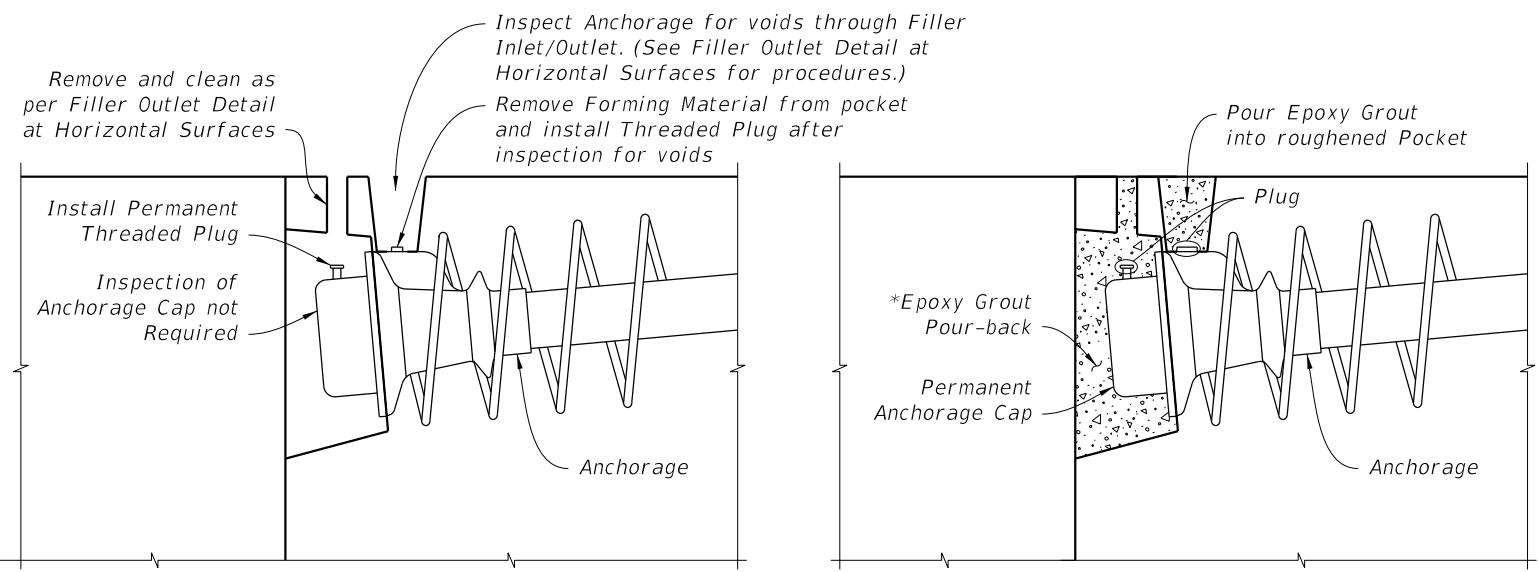 Inspect Anchorage for voids through Filler
Inlet/Outlet. (See Filler Outlet Detail at
Horizontal Surfaces for procedures.)
Remove and clean as
per Filler Outlet Detail
at Horizontal Surfaces
Remove Forming Material from pocket
and install Threaded Plug after
inspection for voids
Install Permanent
Threaded Plug
Inspection of
Anchorage Cap not
Required
Anchorage
Pour Epoxy Grout
into roughened Pocket
Plug
*Epoxy Grout
Pour-back
Permanent
Anchorage Cap
Anchorage